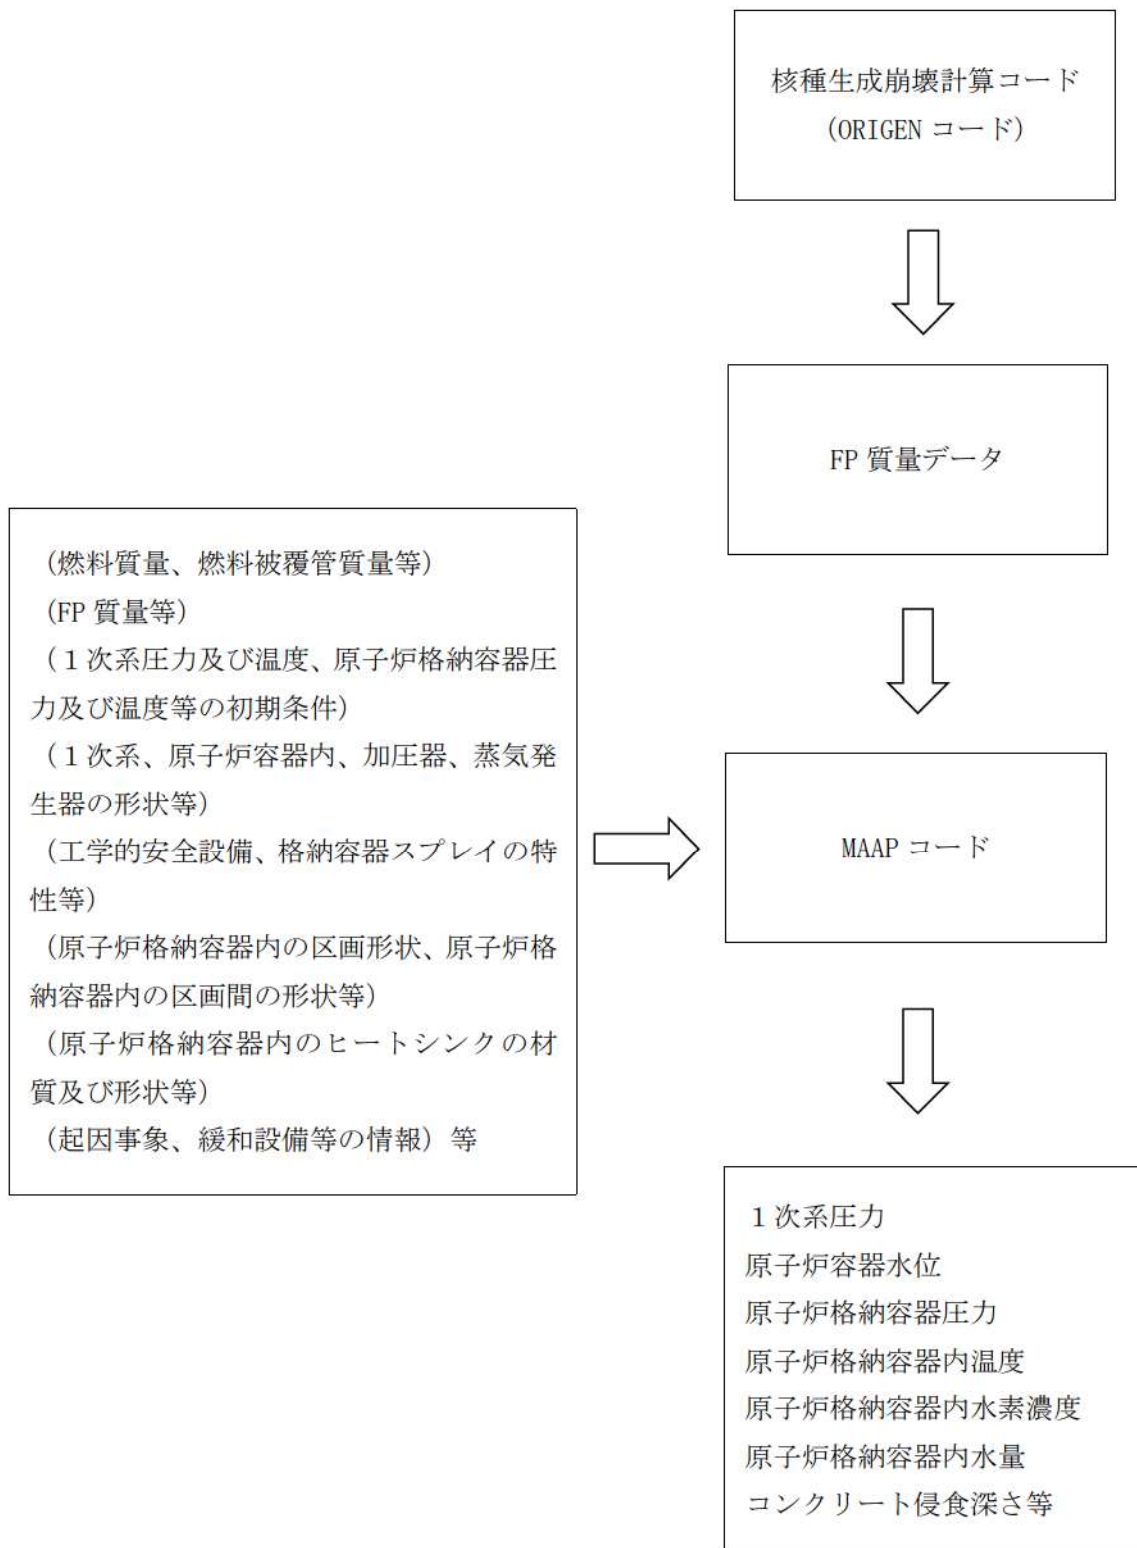 核種生成崩壊計算コード
(ORIGEN コード)
FP 質量データ
（燃料質量、燃料被覆管質量等）
（FP 質量等）
（１次系圧力及び温度、原子炉格納容器圧
力及び温度等の初期条件）
（１次系、原子炉容器内、加圧器、蒸気発
生器の形状等）
（工学的安全設備、格納容器スプレイの特
性等）
（原子炉格納容器内の区画形状、原子炉格
納容器内の区画間の形状等）
（原子炉格納容器内のヒートシンクの材
質及び形状等）
（起因事象、緩和設備等の情報）等
MAAP コード
１次系圧力
原子炉容器水位
原子炉格納容器圧力
原子炉格納容器内温度
原子炉格納容器内水素濃度
原子炉格納容器内水量
コンクリート侵食深さ等